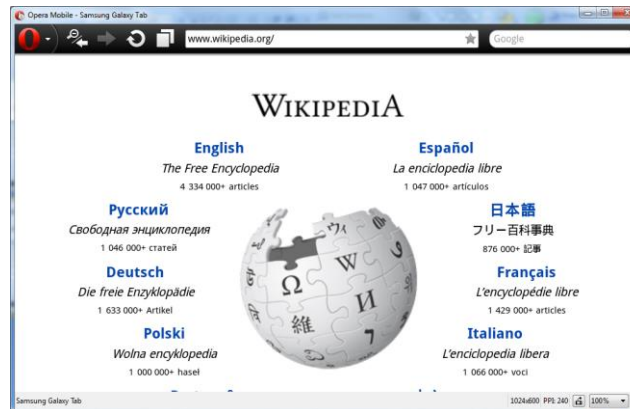 Opera Mobile - Samsung Galaxy Tab
www.wikipedia.org/
Google
WIKIPEDIA
English
The Free Encyclopedia
4 334 000+ articles
Español
La enciclopedia libre
1 047 000+ artículos
Русский
Свободная энциклопедия
1 046 000+ статей
日本語
フリー百科事典
876 000+ 記事
Deutsch
Die freie Enzyklopädie
1 633 000+ Artikel
Français
L'encyclopédie libre
1 429 000+ articles
Polski
Wolna encyklopedia
1 000 000+ haseł
Italiano
L'enciclopedia libera
1 066 000+ voci
Ω
W
И
維
ウィ
7
Samsung Galaxy Tab
1024x600 PPI: 240
100%